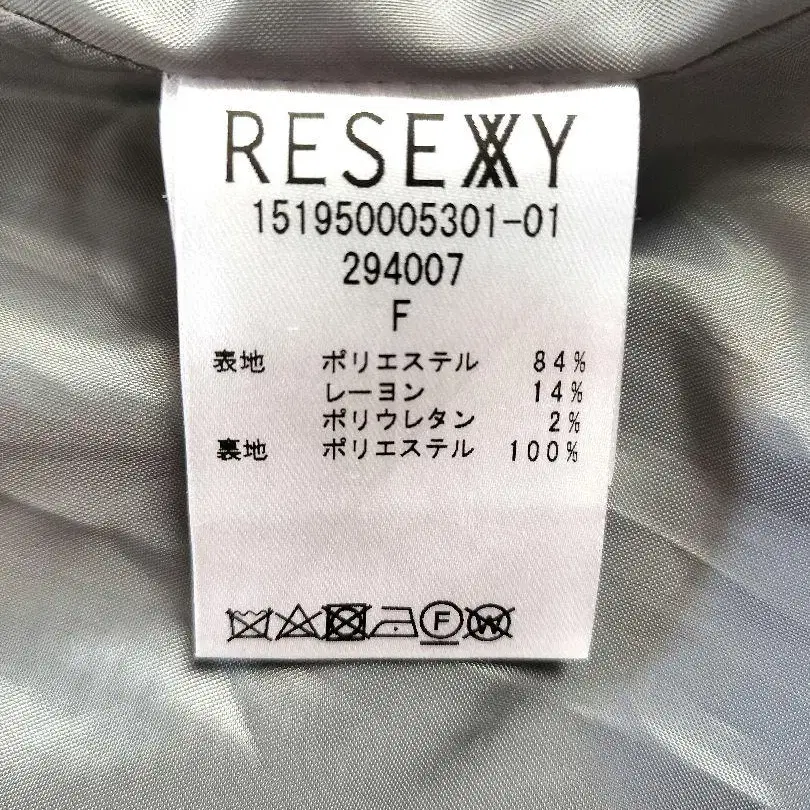 RESEXXY
151950005301-01
294007
F
表地 ポリエステル 84%
レーヨン 14%
ポリウレタン 2%
裏地 ポリエステル 100%
F W